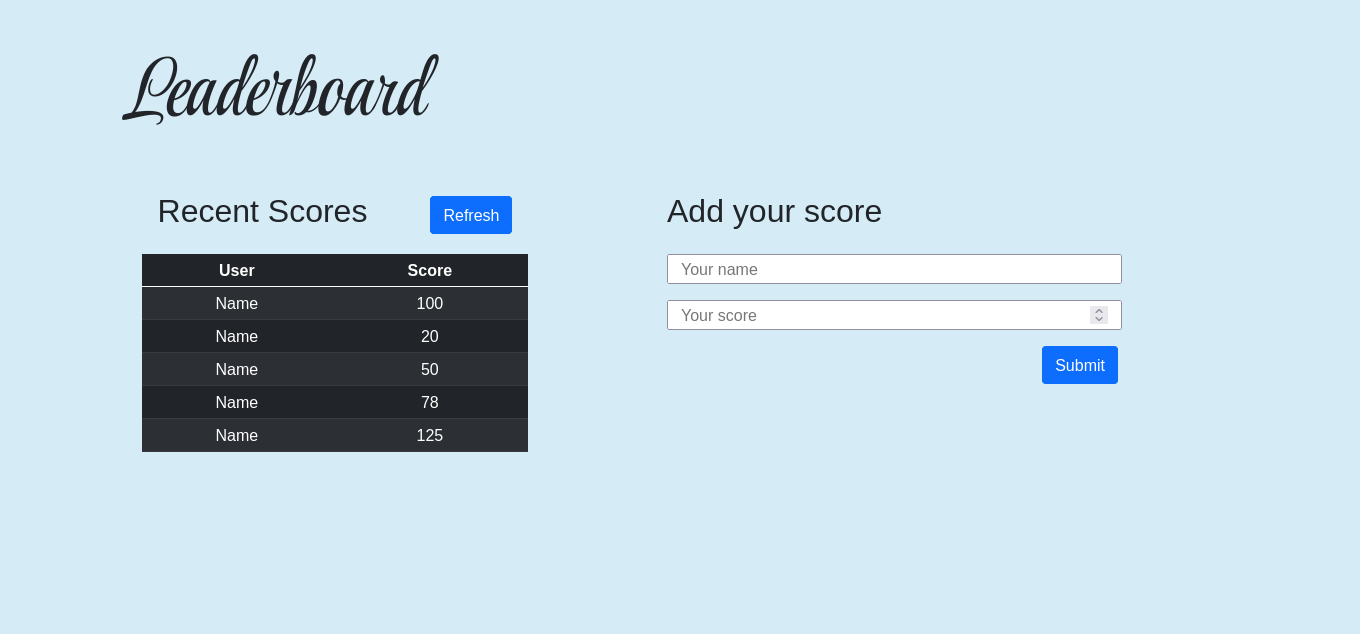 Leaderboard
Recent Scores
Refresh
User Score
Name 100
Name 20
Name 50
Name 78
Name 125
Add your score
Your name
Your score
Submit